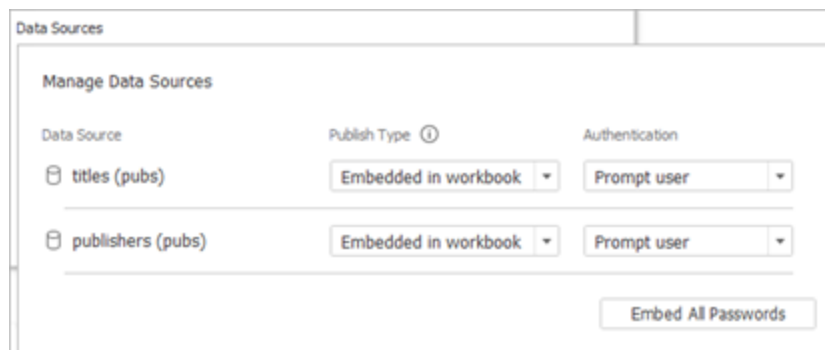 Data Sources
Manage Data Sources
Data Source Publish Type Authentication
titles (pubs) Embedded in workbook Prompt user
publishers (pubs) Embedded in workbook Prompt user
Embed All Passwords